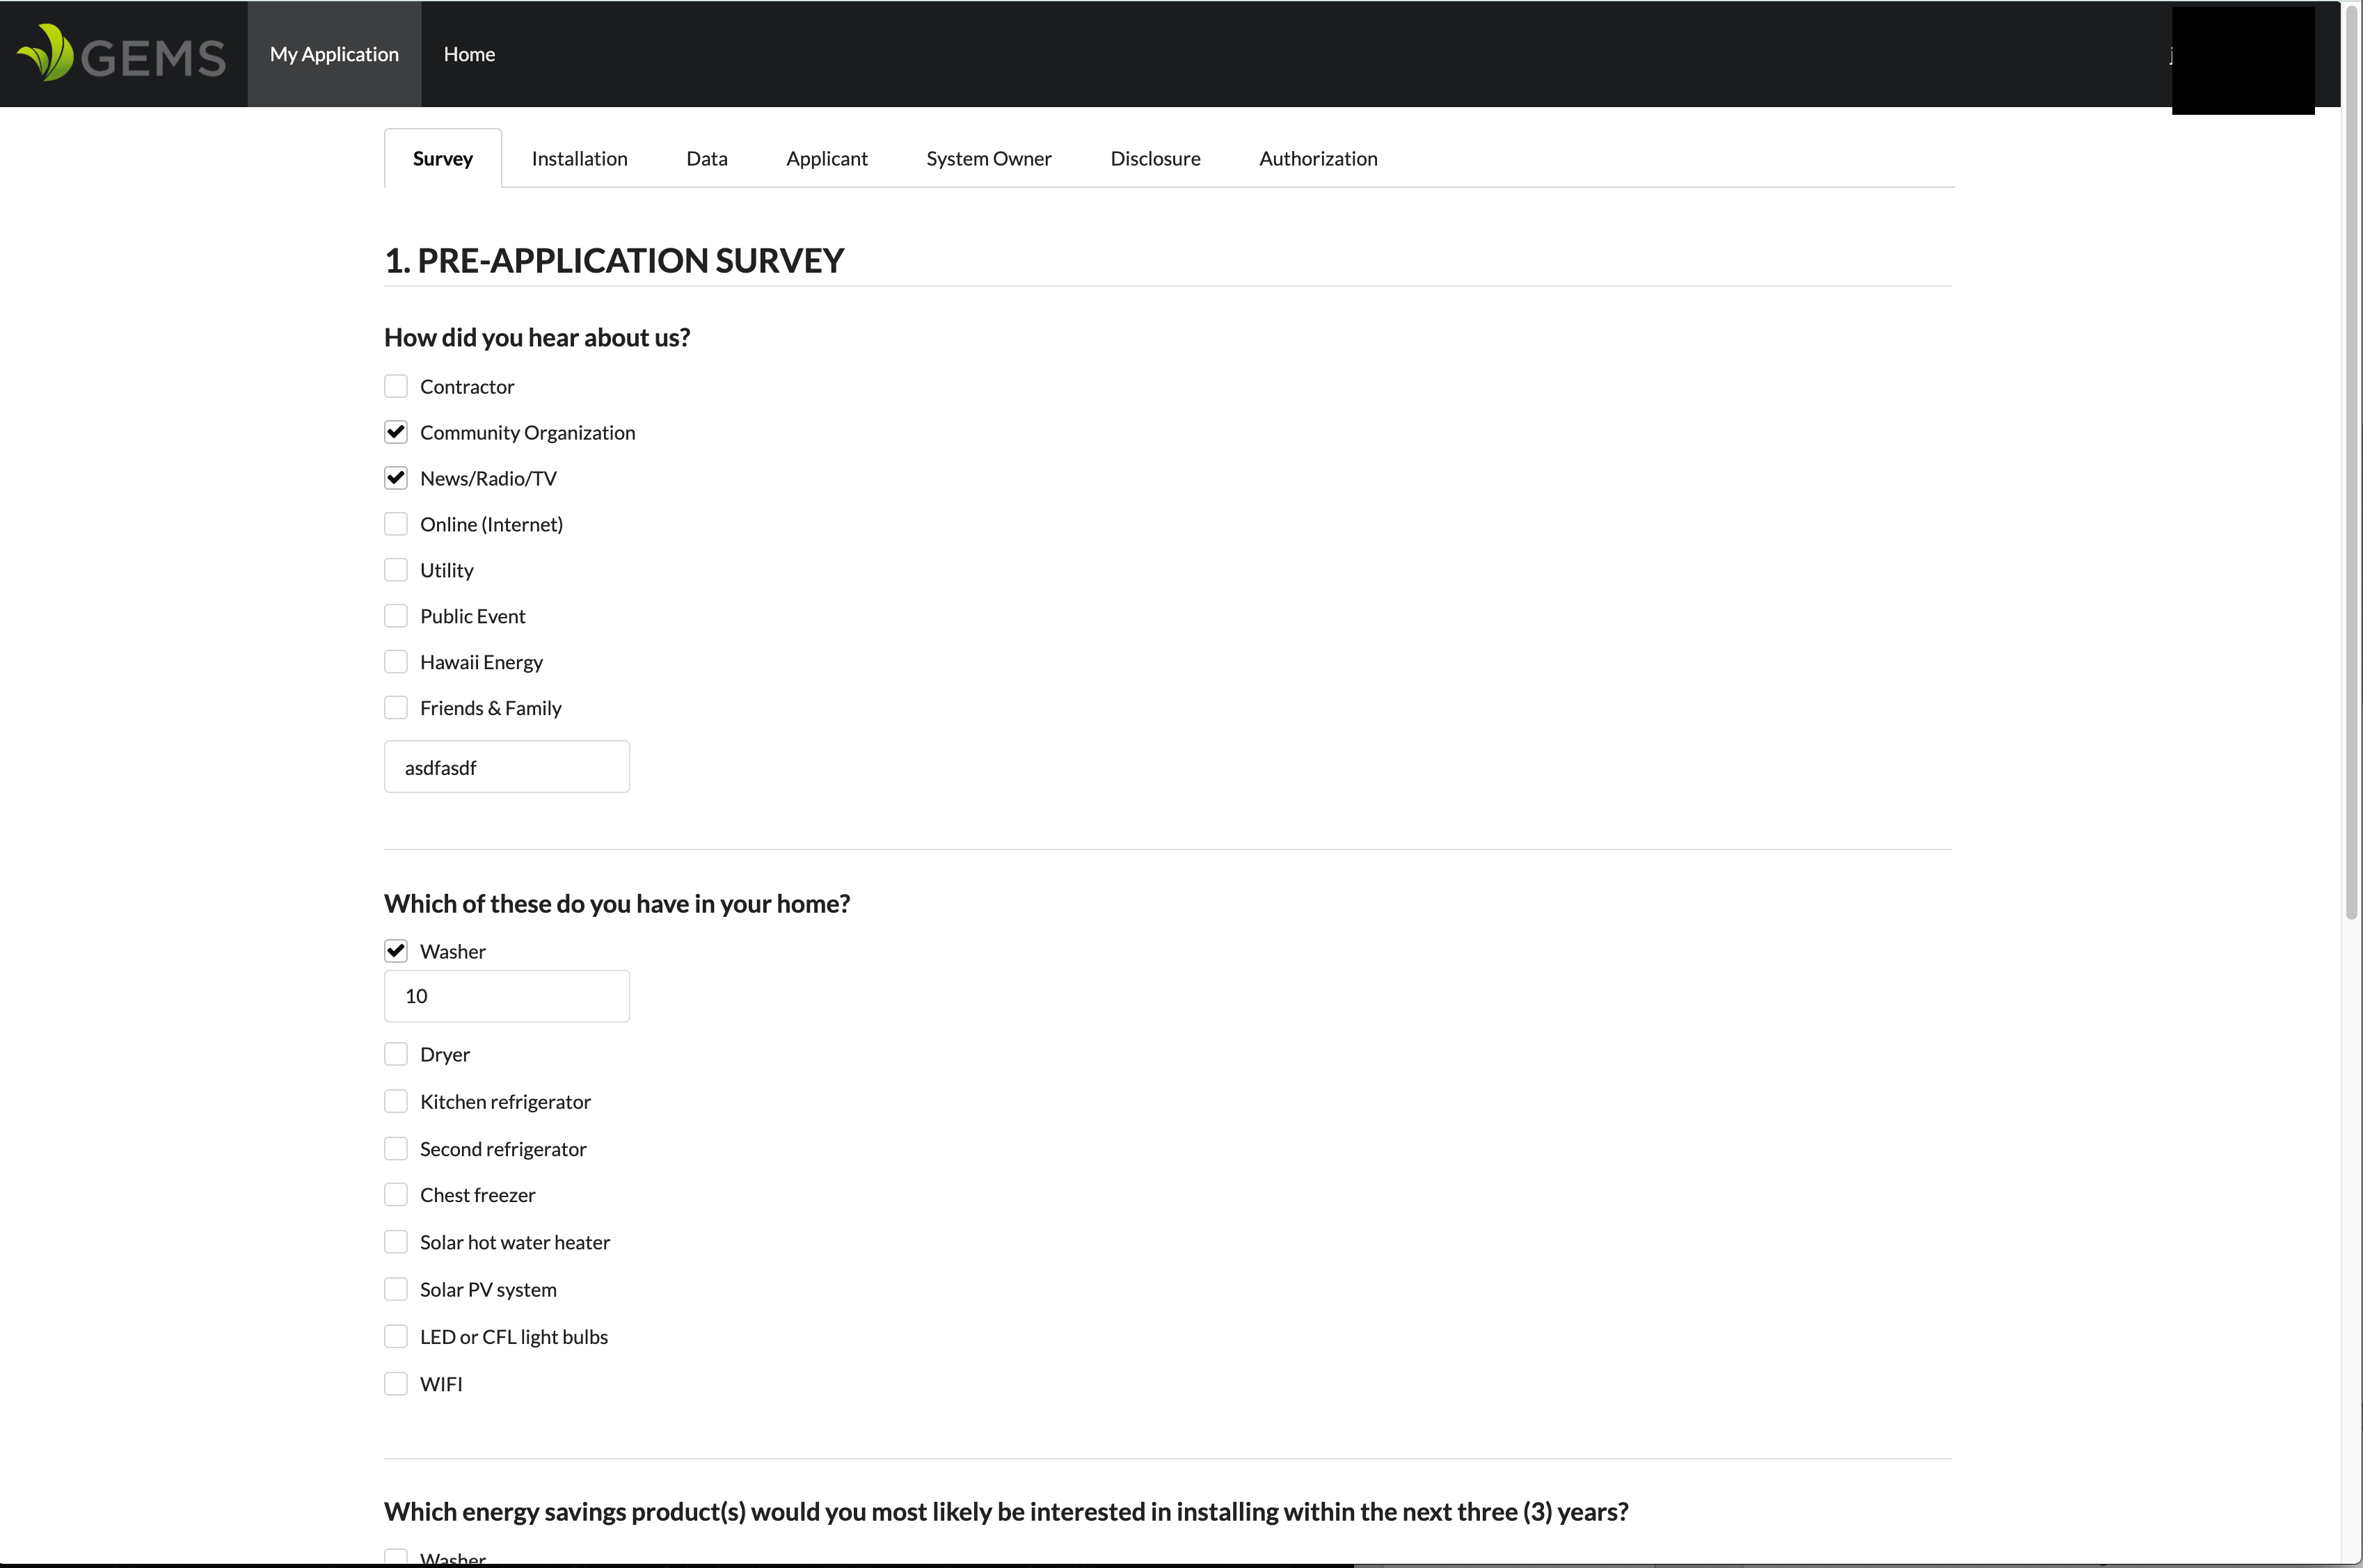 GEMS
My Application
Home
j
Survey
Installation
Data
Applicant
System Owner
Disclosure
Authorization
1. PRE-APPLICATION SURVEY
How did you hear about us?
Contractor
Community Organization
News/Radio/TV
Online (Internet)
Utility
Public Event
Hawaii Energy
Friends & Family
asdfasdf
Which of these do you have in your home?
Washer
10
Dryer
Kitchen refrigerator
Second refrigerator
Chest freezer
Solar hot water heater
Solar PV system
LED or CFL light bulbs
WIFI
Which energy savings product(s) would you most likely be interested in installing within the next three (3) years?
Washer